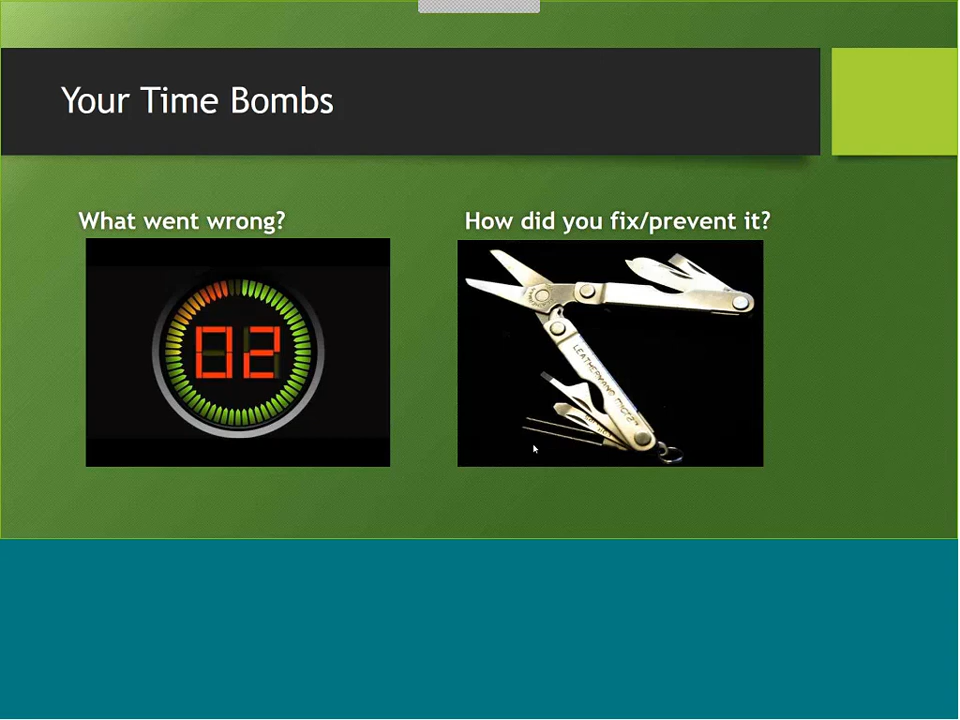 Your Time Bombs
What went wrong?
How did you fix/prevent it?
02
LEATHERMAN